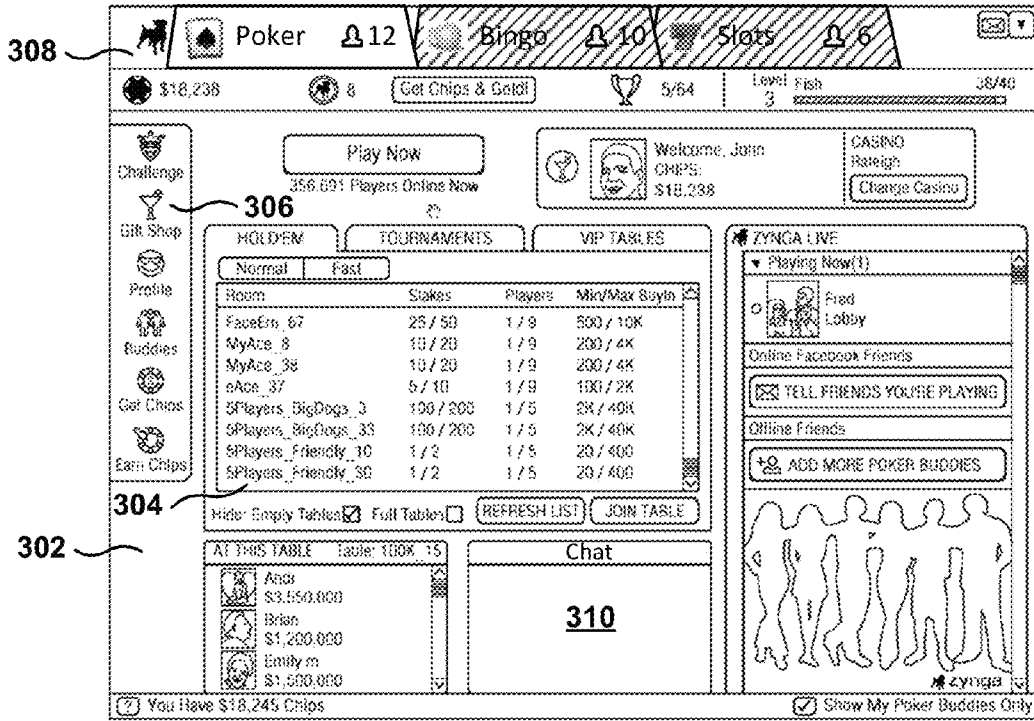 308
Poker 12
Bingo 10
Slots 6
$18,238
8
Get Chips & Gold!
5/64
Level 3
Fish
38/40
Challenge
306
Gift Shop
Profile
Buddies
Get Chips
Earn Chips
Play Now
356,691 Players Online Now
Welcome, John
CHIPS:
$18,238
CASINO
Raleigh
Change Casino
HOLD'EM TOURNAMENTS VIP TABLES
Normal Fast
Room Stakes Players Min/Max BuyIn
FaceEm_67 25 / 50 1 / 9 500 / 10K
MyAce_8 10 / 20 1 / 9 200 / 4K
MyAce_38 10 / 20 1 / 9 200 / 4K
eAce_37 5 / 10 1 / 9 100 / 2K
5Players_BigDogs_3 100 / 200 1 / 5 2K / 40K
5Players_BigDogs_33 100 / 200 1 / 5 2K / 40K
5Players_Friendly_10 1 / 2 1 / 5 20 / 400
5Players_Friendly_30 1 / 2 1 / 5 20 / 400
304
Hide: Empty Tables Full Tables REFRESH LIST JOIN TABLE
302
AT THIS TABLE Table: 100K_15
Andr
$3,550,000
Brian
$1,200,000
Emily m
$1,500,000
Chat
310
ZYNGA LIVE
Playing Now(1)
Fred
Lobby
Online Facebook Friends
TELL FRIENDS YOU'RE PLAYING
Offline Friends
ADD MORE POKER BUDDIES
zynga
? You Have $18,245 Chips
Show My Poker Buddies Only